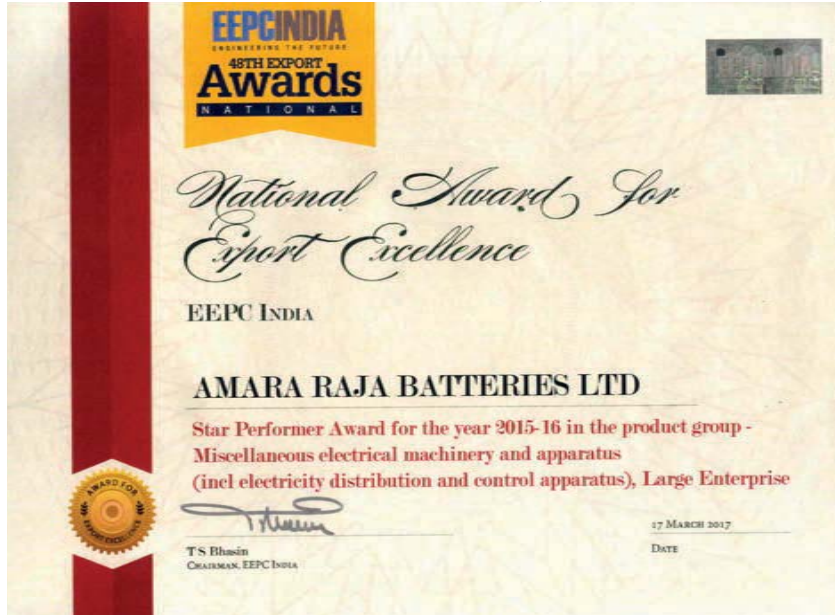 EEPCINDIA
ENGINEERING THE FUTURE
48TH EXPORT
Awards
NATIONAL
EEPCINDIA
National Award for
Export Excellence
EEPC INDIA
AMARA RAJA BATTERIES LTD
Star Performer Award for the year 2015-16 in the product group -
Miscellaneous electrical machinery and apparatus
(incl electricity distribution and control apparatus), Large Enterprise
AWARD FOR
EXPORT EXCELLENCE
T S Bhasin
CHAIRMAN, EEPC INDIA
17 MARCH 2017
DATE